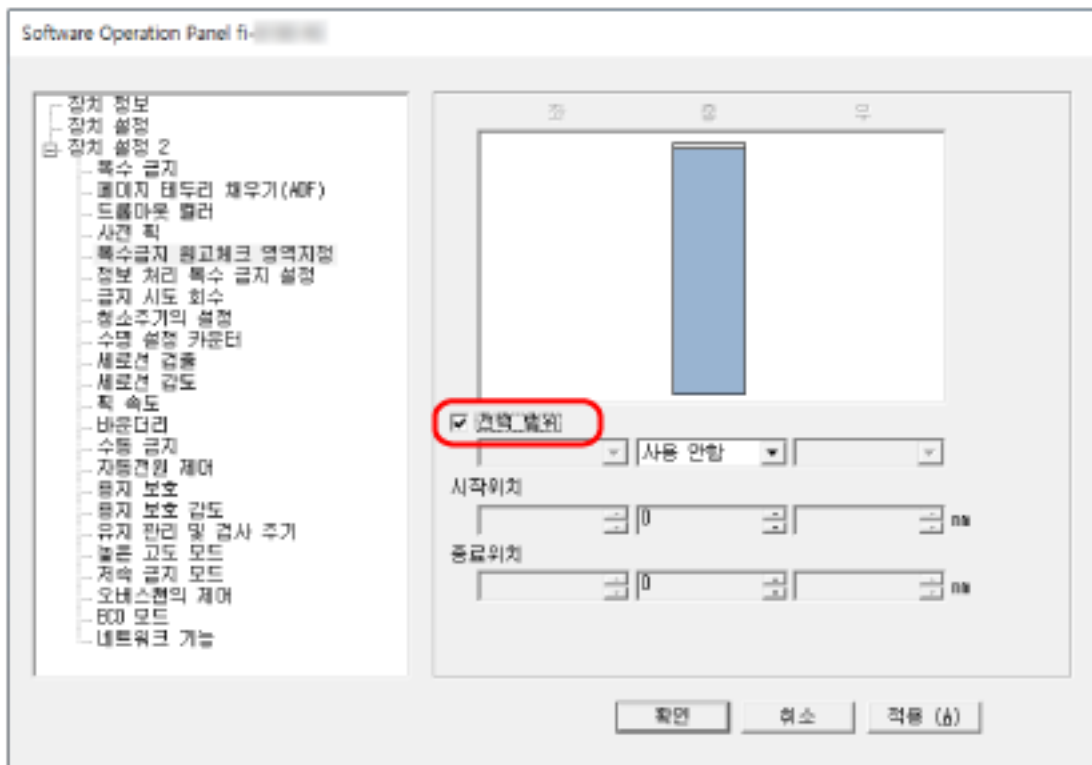 Software Operation Panel fi-
장치 정보
장치 설정
장치 설정 2
복수 급지
페이지 테두리 채우기(ADF)
드롭아웃 컬러
사전 픽
복수급지 원고체크 영역지정
정보 처리 복수 급지 설정
급지 시도 회수
청소주기의 설정
수명 설정 카운터
세로선 검출
세로선 감도
픽 속도
바운더리
수동 급지
자동전원 제어
용지 보호
용지 보호 감도
유지 관리 및 검사 주기
높은 고도 모드
저속 급지 모드
오버스캔의 제어
ECO 모드
네트워크 기능
좌 중 우
선택 범위
사용 안함
시작위치
0 mm
종료위치
0 mm
확인 취소 적용 (A)